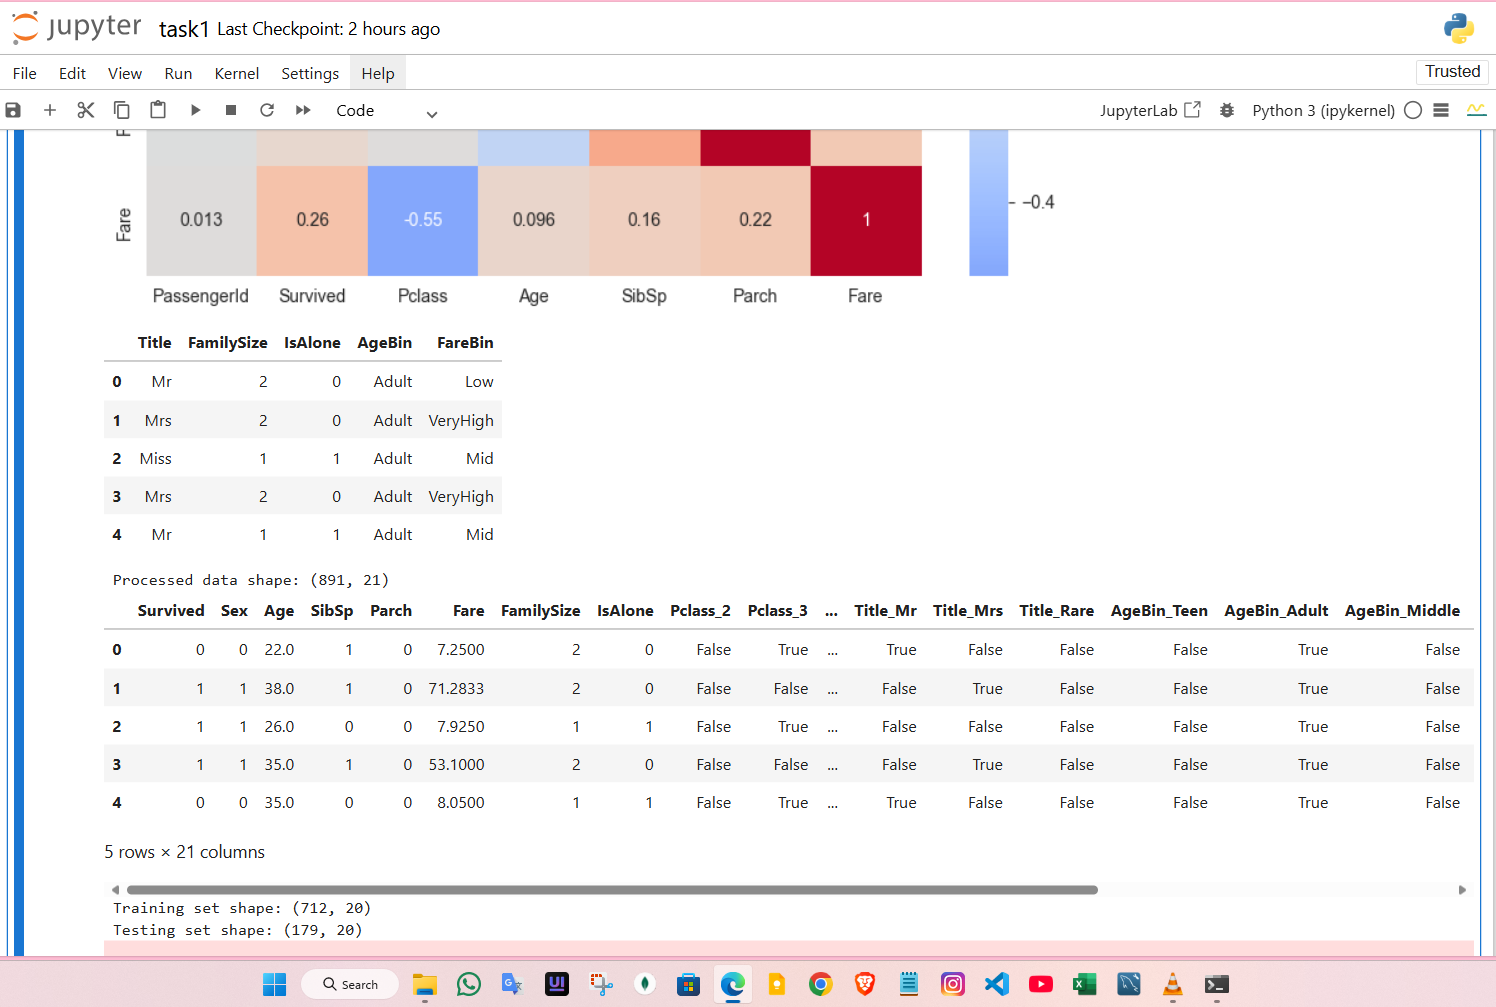 jupyter task1 Last Checkpoint: 2 hours ago
File Edit View Run Kernel Settings Help Trusted
Code JupyterLab Python 3 (ipykernel)
Fare 0.013 0.26 -0.55 0.096 0.16 0.22 1 −0.4
PassengerId Survived Pclass Age SibSp Parch Fare
Title FamilySize IsAlone AgeBin FareBin
0 Mr 2 0 Adult Low
1 Mrs 2 0 Adult VeryHigh
2 Miss 1 1 Adult Mid
3 Mrs 2 0 Adult VeryHigh
4 Mr 1 1 Adult Mid
Processed data shape: (891, 21)
Survived Sex Age SibSp Parch Fare FamilySize IsAlone Pclass_2 Pclass_3 ... Title_Mr Title_Mrs Title_Rare AgeBin_Teen AgeBin_Adult AgeBin_Middle
0 0 0 22.0 1 0 7.2500 2 0 False True ... True False False False True False
1 1 1 38.0 1 0 71.2833 2 0 False False ... False True False False True False
2 1 1 26.0 0 0 7.9250 1 1 False True ... False False False False True False
3 1 1 35.0 1 0 53.1000 2 0 False False ... False True False False True False
4 0 0 35.0 0 0 8.0500 1 1 False True ... True False False False True False
5 rows × 21 columns
Training set shape: (712, 20)
Testing set shape: (179, 20)
Search